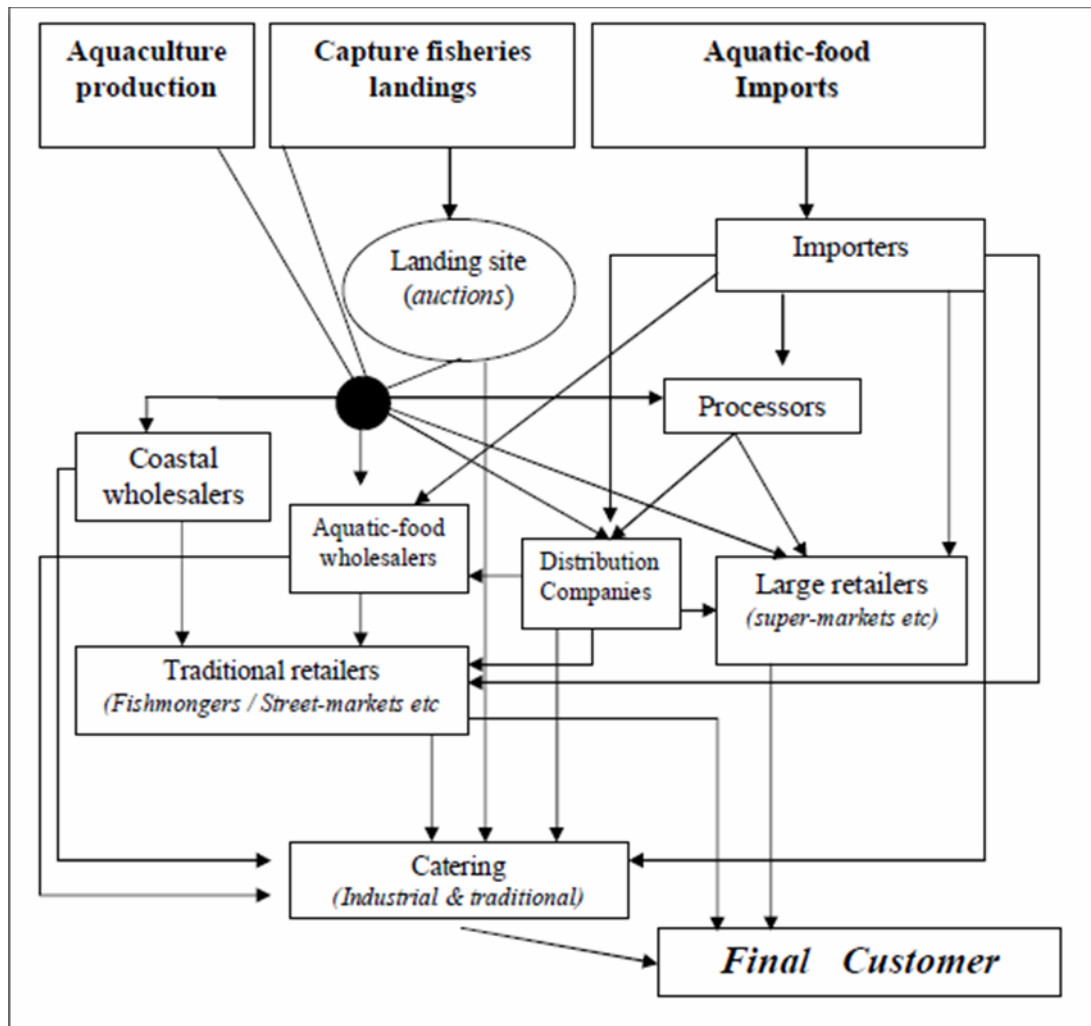 Aquaculture
production
Capture fisheries
landings
Aquatic-food
Imports
Landing site
(auctions)
Importers
Processors
Coastal
wholesalers
Aquatic-food
wholesalers
Distribution
Companies
Large retailers
(super-markets etc)
Traditional retailers
(Fishmongers / Street-markets etc
Catering
(Industrial & traditional)
Final Customer